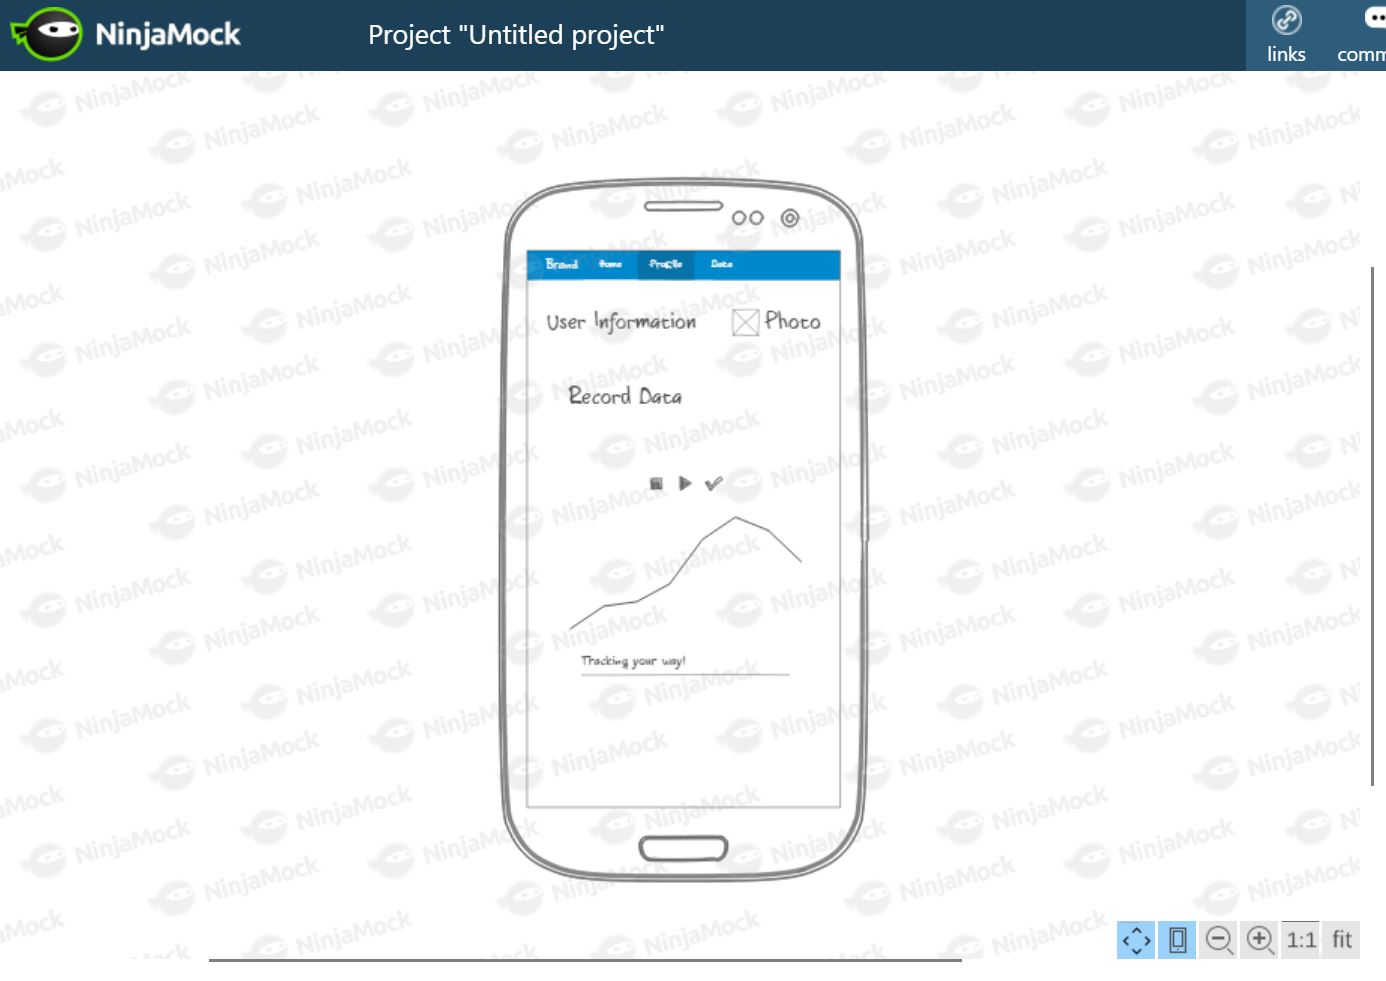 NinjaMock
Project "Untitled project"
links
comm
Brand Home Profile Data
User Information
Photo
Record Data
Tracking your way!
1:1 fit